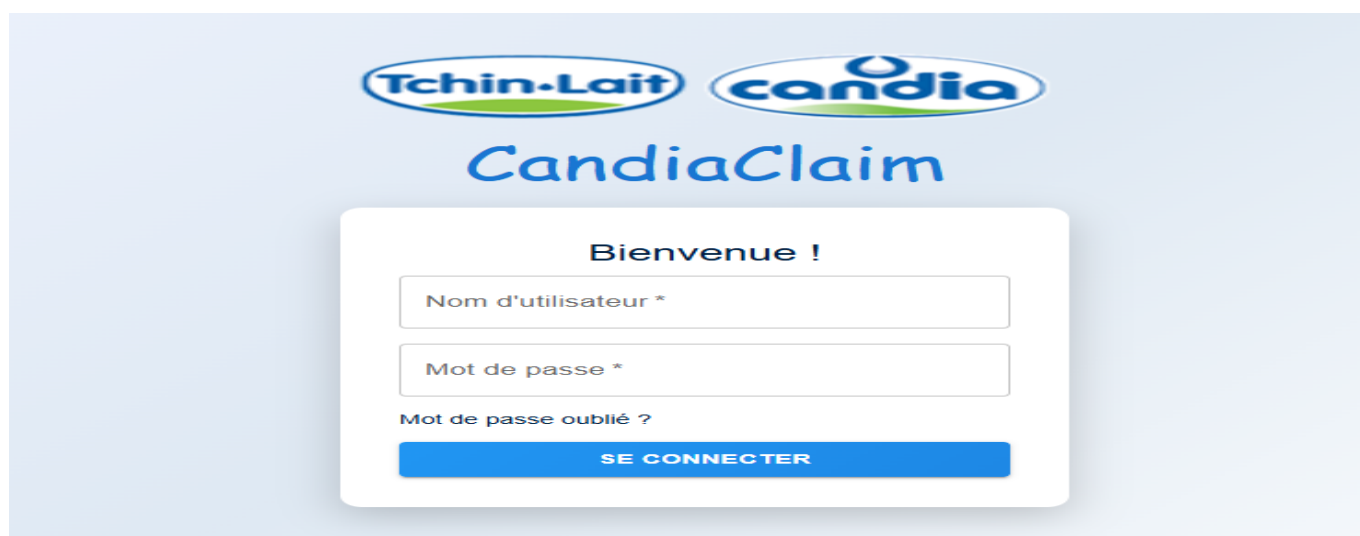 Tchin•Lait candia
CandiaClaim
Bienvenue !
Nom d'utilisateur *
Mot de passe *
Mot de passe oublié ?
SE CONNECTER